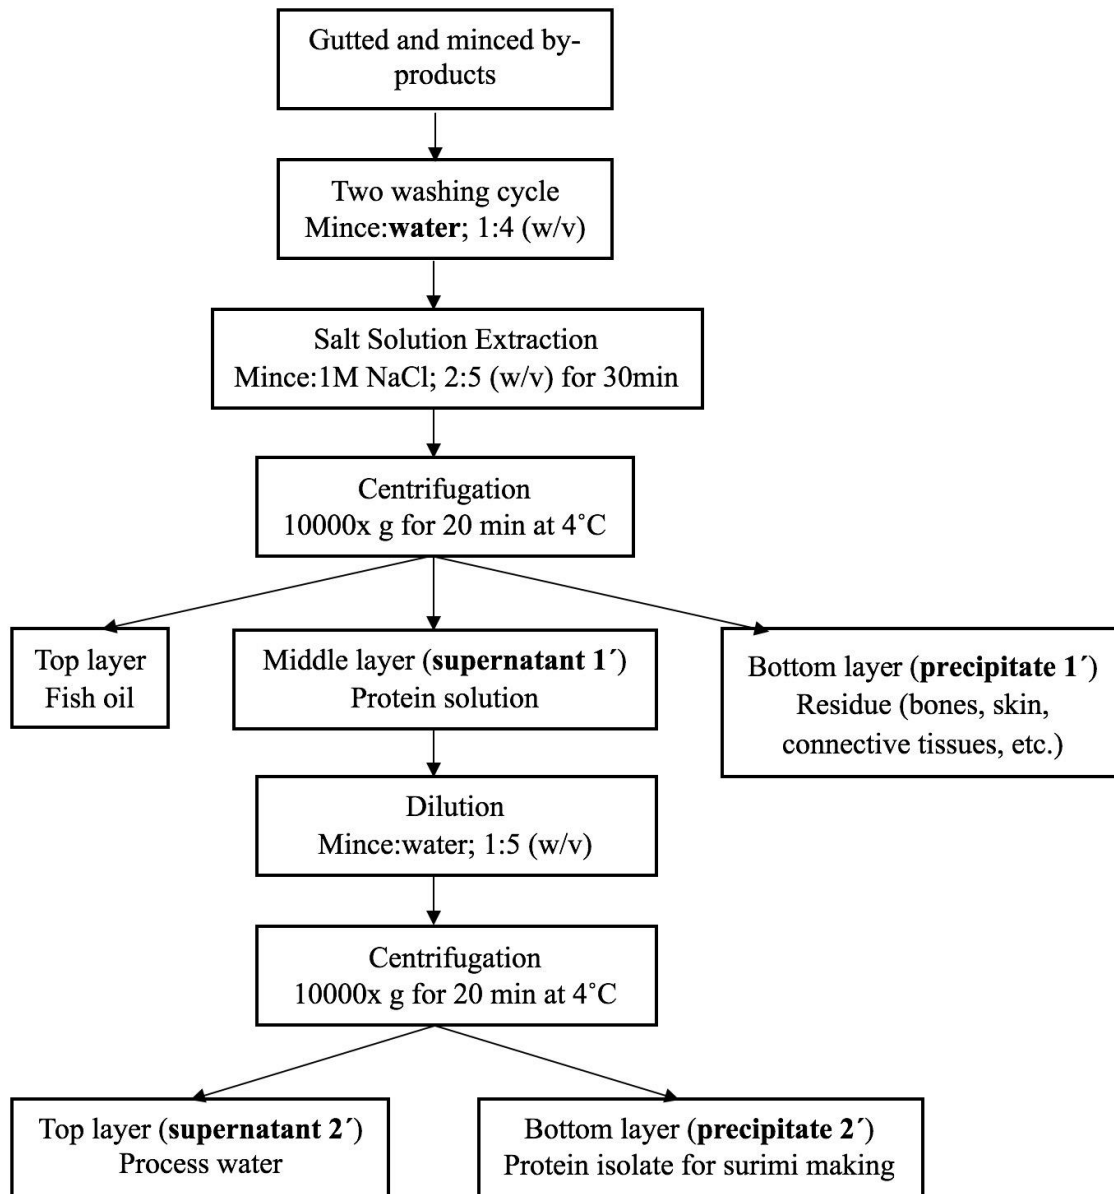 Gutted and minced by-
products
Two washing cycle
Mince:water; 1:4 (w/v)
Salt Solution Extraction
Mince:1M NaCl; 2:5 (w/v) for 30min
Centrifugation
10000x g for 20 min at 4˚C
Top layer
Fish oil
Middle layer (supernatant 1´)
Protein solution
Bottom layer (precipitate 1´)
Residue (bones, skin,
connective tissues, etc.)
Dilution
Mince:water; 1:5 (w/v)
Centrifugation
10000x g for 20 min at 4˚C
Top layer (supernatant 2´)
Process water
Bottom layer (precipitate 2´)
Protein isolate for surimi making